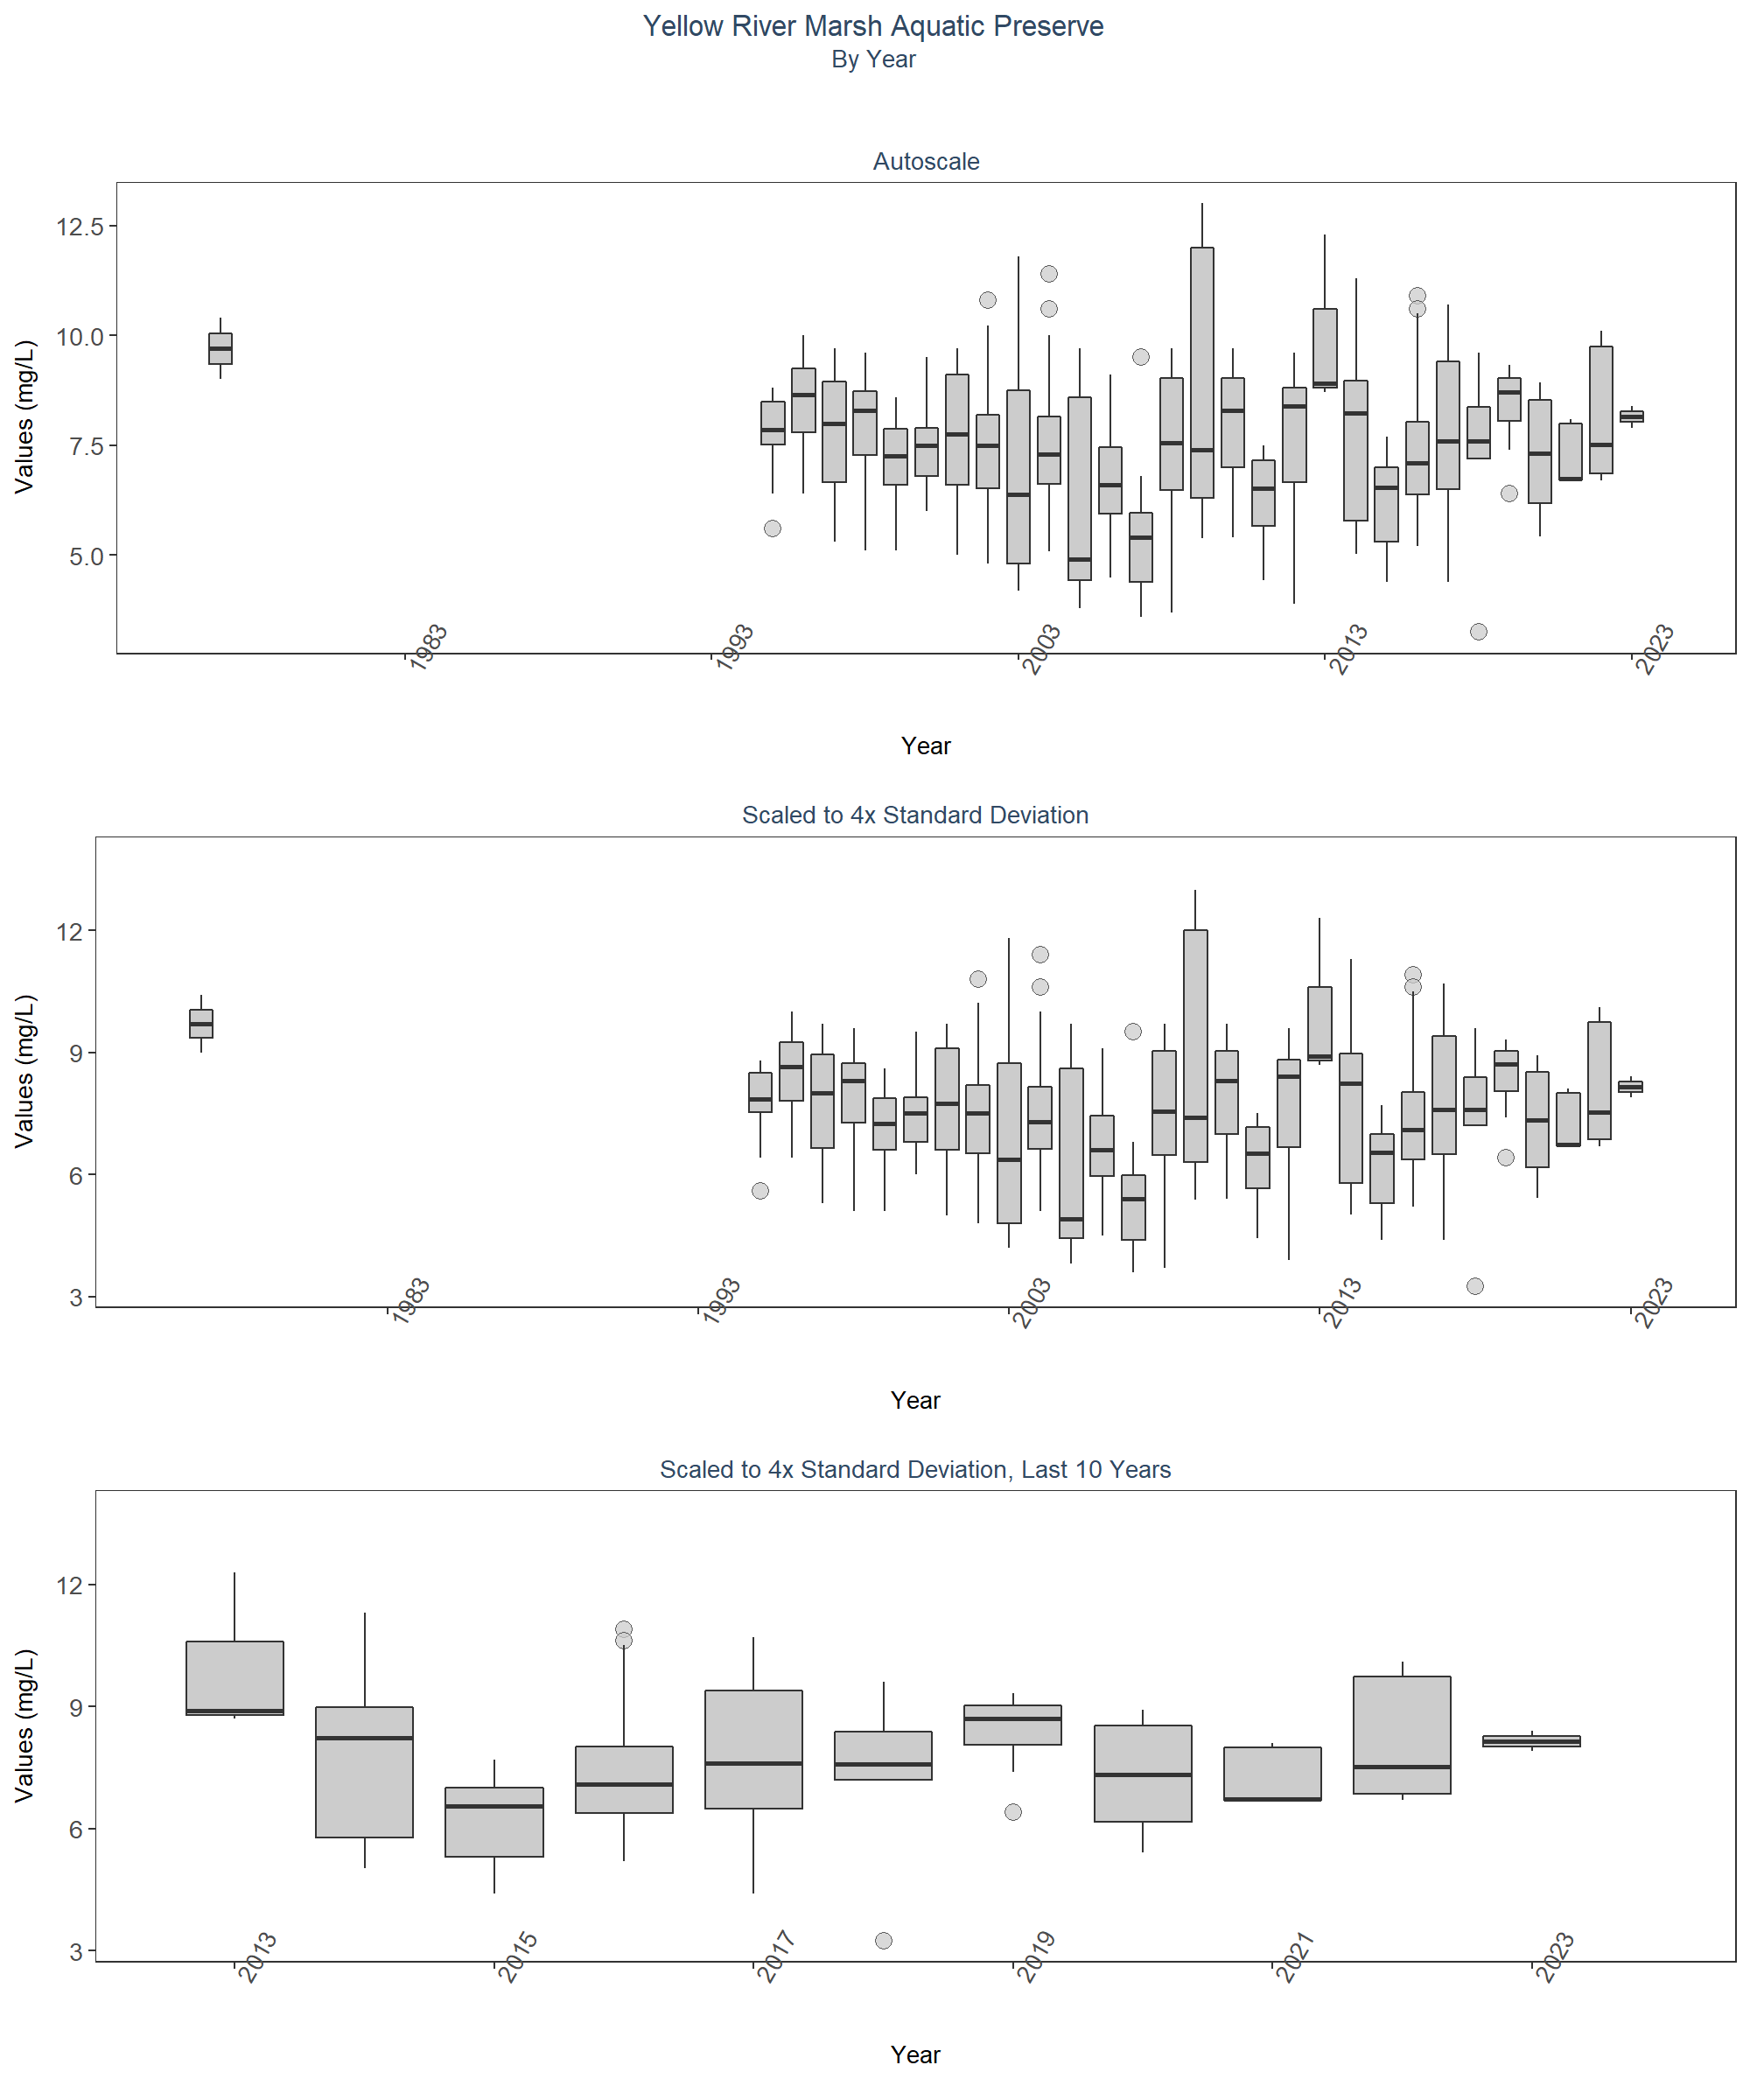 Yellow River Marsh Aquatic Preserve
By Year
Autoscale
Values (mg/L)
12.5
10.0
7.5
5.0
1983
1993
2003
2013
2023
Year
Scaled to 4x Standard Deviation
Values (mg/L)
12
9
6
3
1983
1993
2003
2013
2023
Year
Scaled to 4x Standard Deviation, Last 10 Years
Values (mg/L)
12
9
6
3
2013
2015
2017
2019
2021
2023
Year